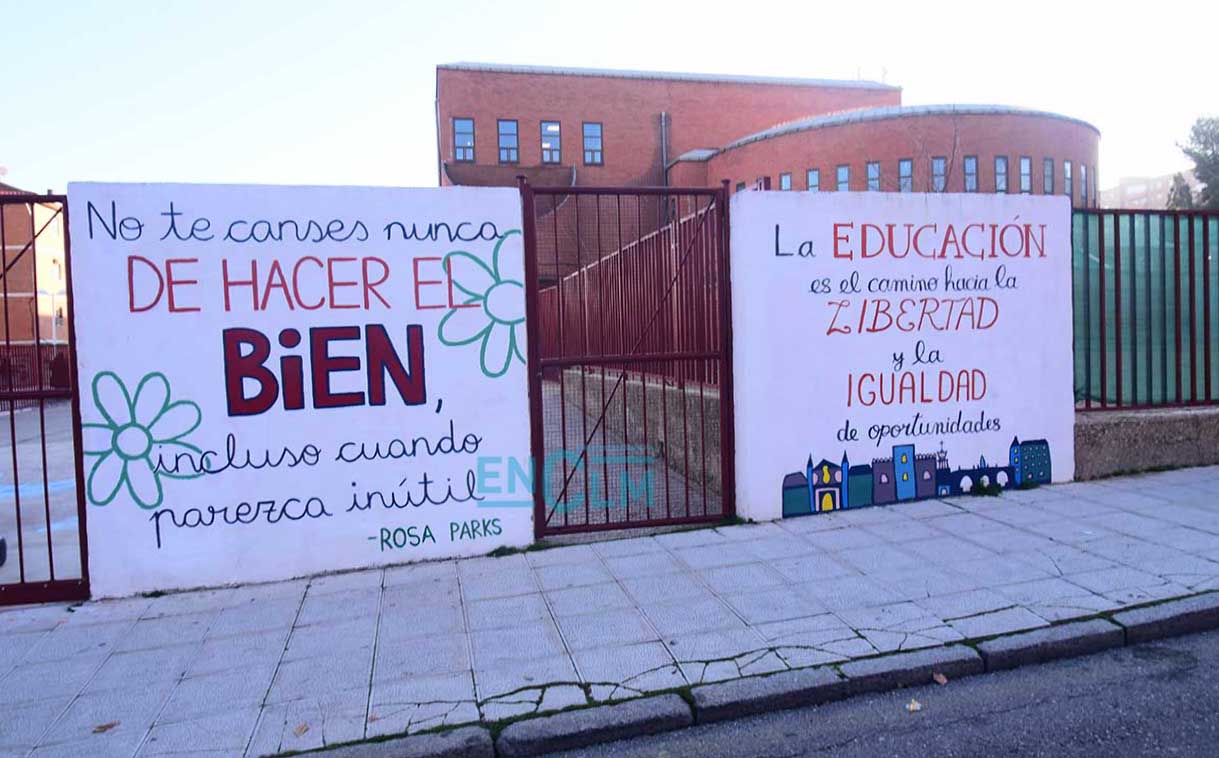 No te canses nunca
DE HACER EL
BiEN,
incluso cuando
parezca inútil
-ROSA PARKS
La EDUCACIÓN
es el camino hacia la
LIBERTAD
y la
IGUALDAD
de oportunidades
ENCLM